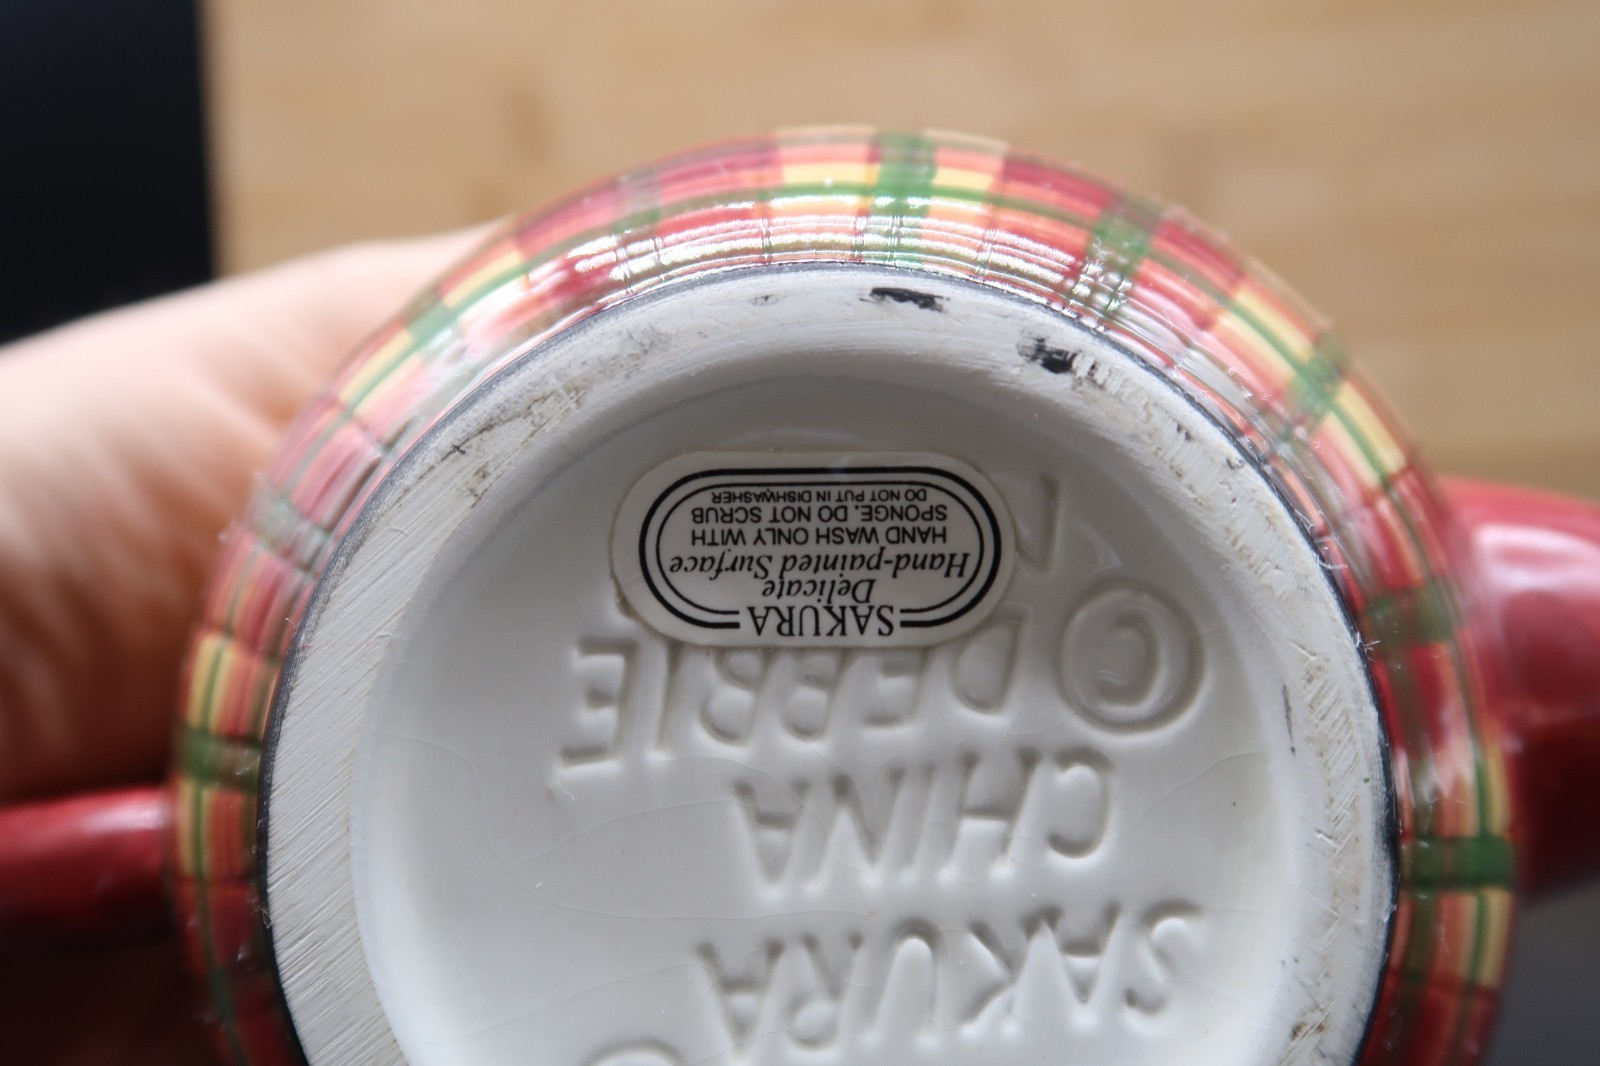 SAKURA
CHINA
© DEBBIE
SAKURA
Delicate
Hand-painted Surface
HAND WASH ONLY WITH
SPONGE. DO NOT SCRUB
DO NOT PUT IN DISHWASHER